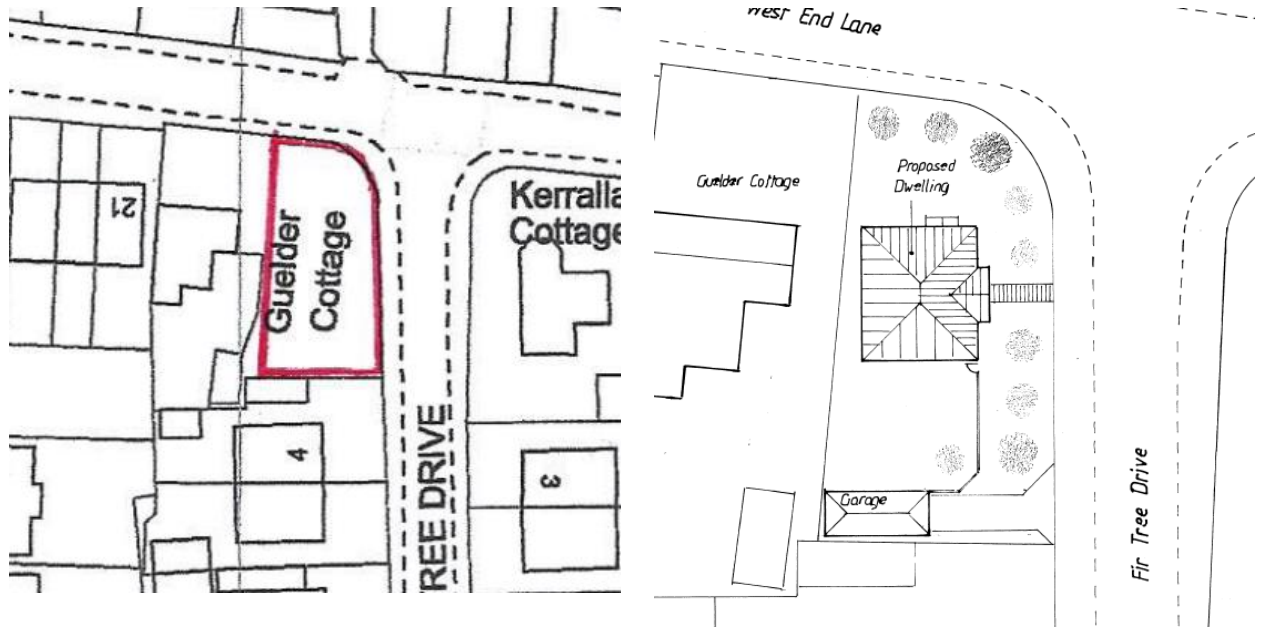 21
Guelder
Cottage
Kerralla
Cottage
4
3
TREE DRIVE
West End Lane
Guelder Cottage
Proposed
Dwelling
Garage
Fir Tree Drive